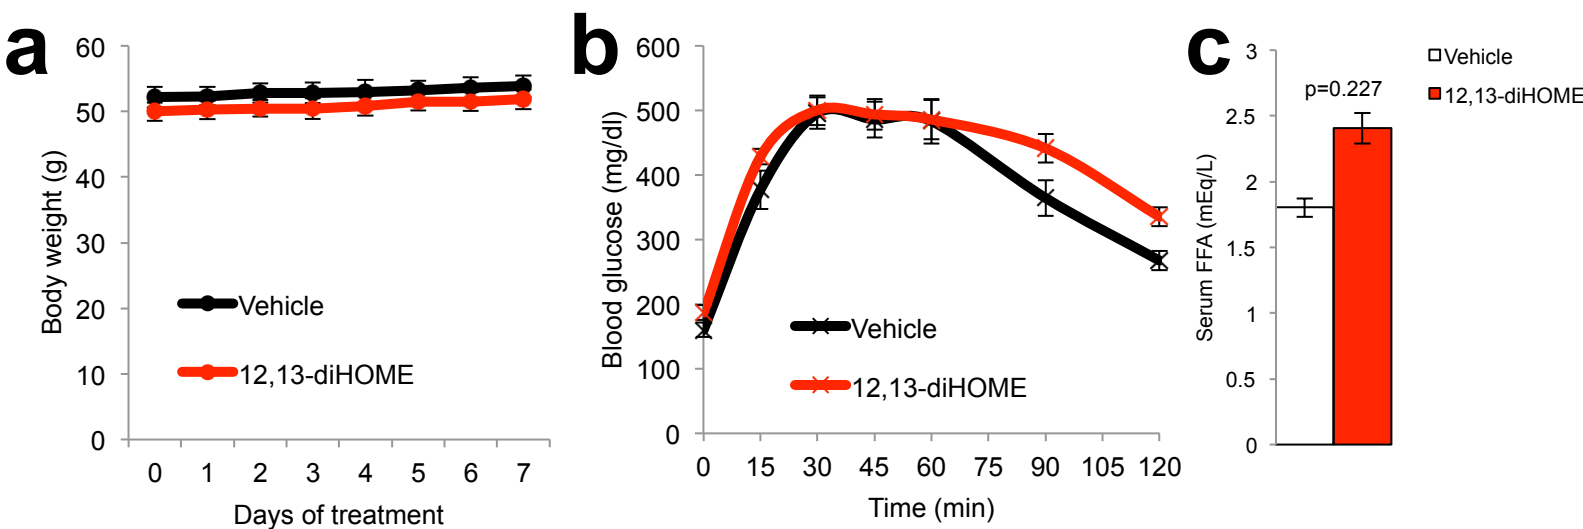 a
60
50
40
30
20
10
0
Body weight (g)
Vehicle
12,13-diHOME
0 1 2 3 4 5 6 7
Days of treatment
b
600
500
400
300
200
100
0
Blood glucose (mg/dl)
Vehicle
12,13-diHOME
0 15 30 45 60 75 90 105 120
Time (min)
c
3
2.5
2
1.5
1
0.5
0
Serum FFA (mEq/L)
p=0.227
Vehicle
12,13-diHOME